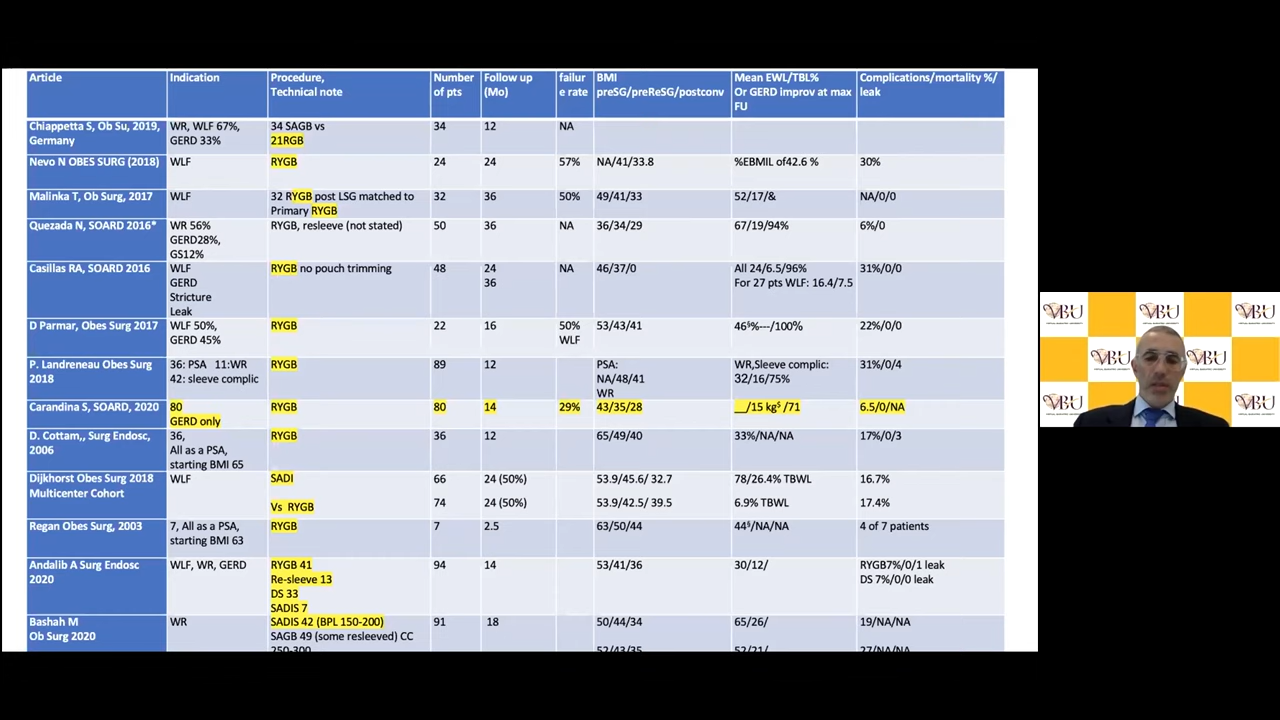 Article Indication Procedure, Number Follow up failur BMI Mean EWL/TBL% Complications/mortality %/
Technical note of pts (Mo) e rate preSG/preReSG/postconv Or GERD improv at max leak
FU
Chiappetta S, Ob Su, 2019, WR, WLF 67%, 34 SAGB vs 34 12 NA
Germany GERD 33% 21RGB
Nevo N OBES SURG (2018) WLF RYGB 24 24 57% NA/41/33.8 %EBMIL of42.6 % 30%
Malinka T, Ob Surg, 2017 WLF 32 RYGB post LSG matched to 32 36 50% 49/41/33 52/17/& NA/0/0
Primary RYGB
Quezada N, SOARD 2016* WR 56% RYGB, resleeve (not stated) 50 36 NA 36/34/29 67/19/94% 6%/0
GERD28%,
GS12%
Casillas RA, SOARD 2016 WLF RYGB no pouch trimming 48 24 NA 46/37/0 All 24/6.5/96% 31%/0/0
GERD 36 For 27 pts WLF: 16.4/7.5
Stricture
Leak
D Parmar, Obes Surg 2017 WLF 50%, RYGB 22 16 50% 53/43/41 46$%---/100% 22%/0/0
GERD 45% WLF
P. Landreneau Obes Surg 36: PSA 11:WR RYGB 89 12 PSA: WR,Sleeve complic: 31%/0/4
2018 42: sleeve complic NA/48/41 32/16/75%
WR
Carandina S, SOARD, 2020 80 RYGB 80 14 29% 43/35/28 __/15 kg$ /71 6.5/0/NA
GERD only
D. Cottam,, Surg Endosc, 36, RYGB 36 12 65/49/40 33%/NA/NA 17%/0/3
2006 All as a PSA,
starting BMI 65
Dijkhorst Obes Surg 2018 WLF SADI 66 24 (50%) 53.9/45.6/ 32.7 78/26.4% TBWL 16.7%
Multicenter Cohort
Vs RYGB 74 24 (50%) 53.9/42.5/ 39.5 6.9% TBWL 17.4%
Regan Obes Surg, 2003 7, All as a PSA, RYGB 7 2.5 63/50/44 44$/NA/NA 4 of 7 patients
starting BMI 63
Andalib A Surg Endosc WLF, WR, GERD RYGB 41 94 14 53/41/36 30/12/ RYGB7%/0/1 leak
2020 Re-sleeve 13 DS 7%/0/0 leak
DS 33
SADIS 7
Bashah M WR SADIS 42 (BPL 150-200) 91 18 50/44/34 65/26/ 19/NA/NA
Ob Surg 2020 SAGB 49 (some resleeved) CC
250-300 52/43/35 52/21/ 27/NA/NA
VBU
VBU
VBU
VBU
VBU
VBU
VBU